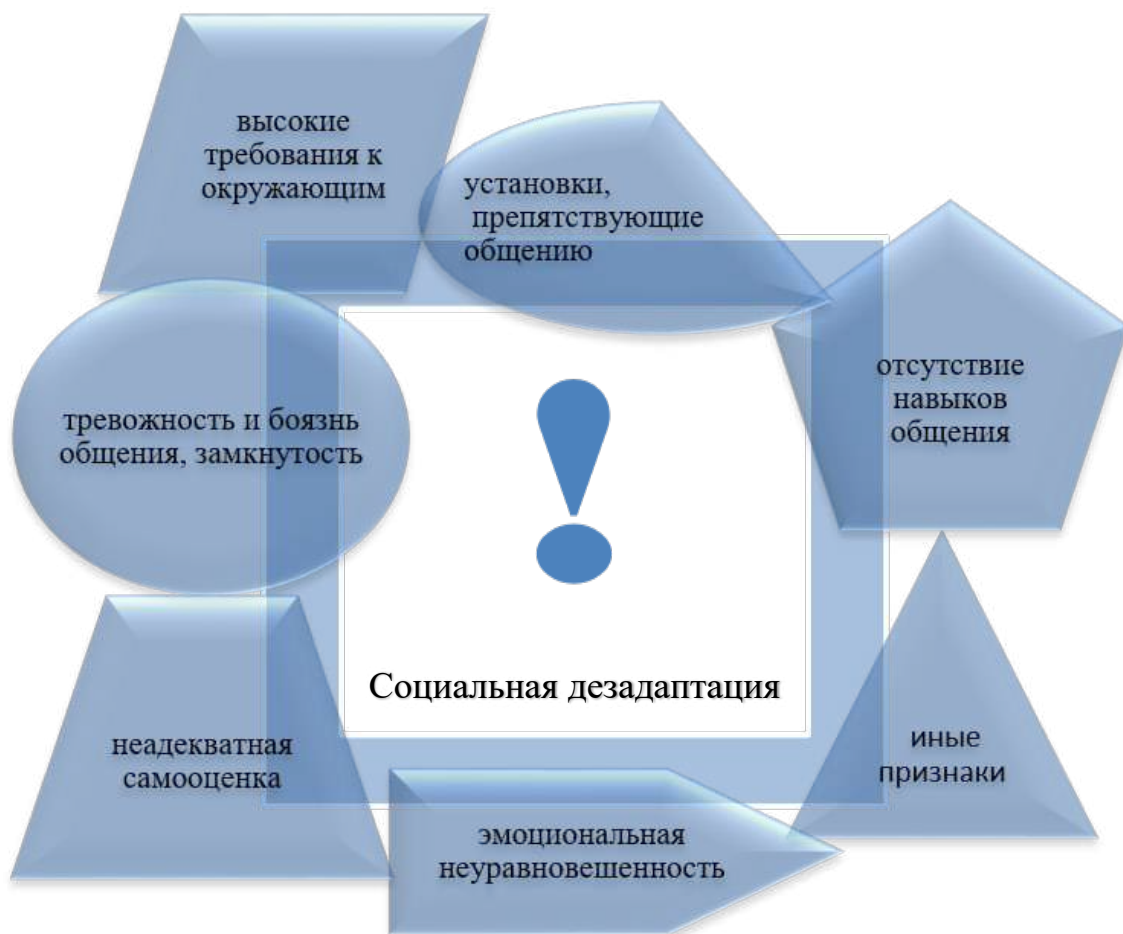 высокие
требования к
окружающим
установки,
препятствующие
общению
отсутствие
навыков
общения
тревожность и боязнь
общения, замкнутость
Социальная дезадаптация
неадекватная
самооценка
иные
признаки
эмоциональная
неуравновешенность